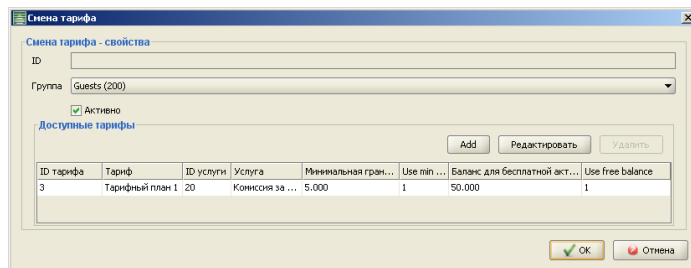 Смена тарифа
Смена тарифа - свойства
ID
Группа Guests (200)
Активно
Доступные тарифы
Add Редактировать Удалить
ID тарифа Тариф ID услуги Услуга Минимальная гран... Use min ... Баланс для бесплатной акт... Use free balance
3 Тарифный план 1 20 Комиссия за ... 5.000 1 50.000 1
OK Отмена